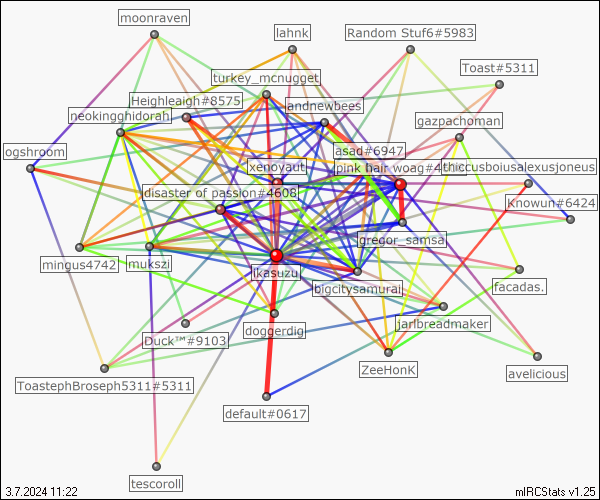 moonraven
lahnk
Random Stuf6#5983
Toast#5311
turkey_mcnugget
Heighleaigh#8575
andnewbees
neokingghidorah
gazpachoman
ogshroom
asad#6947
xenoyaut
pink hair woag#4
thiccusboiusalexusjoneus
disaster of passion#4608
Knowun#6424
gregor_samsa
mingus4742
mukszi
ikasuzu
bigcitysamurai
facadas.
doggerdig
jarlbreadmaker
Duck™#9103
ZeeHonK
avelicious
ToastephBroseph5311#5311
default#0617
tescoroll
3.7.2024 11:22
mIRCStats v1.25